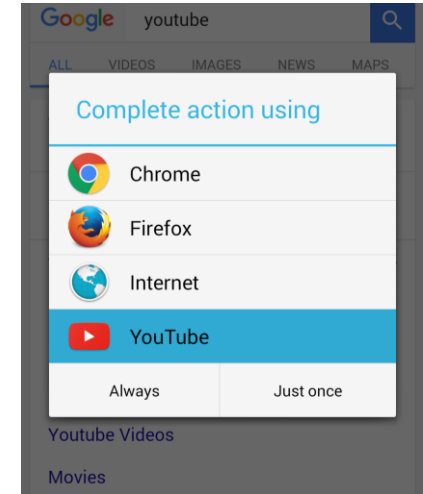 Google youtube
ALL VIDEOS IMAGES NEWS MAPS
Complete action using
Chrome
Firefox
Internet
YouTube
Always Just once
Youtube Videos
Movies